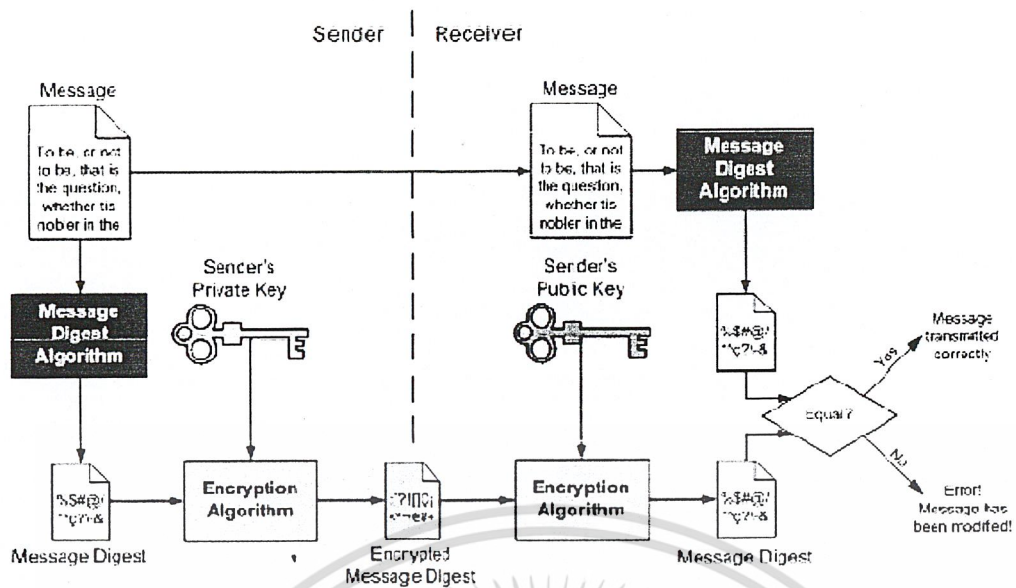 Sender
Receiver
Message
To be, or not
to be, that is
the question,
whether tis
nobler in the
Message
To be, or not
to be, that is
the question,
whether tis
nobler in the
Message
Digest
Algorithm
Message
Digest
Algorithm
Sender's
Private Key
Sender's
Public Key
Message
transmitted
correctly
Yes
Equal?
No
Error!
Message has
been modified!
Encryption
Algorithm
Encryption
Algorithm
Message Digest
Encrypted
Message Digest
Message Digest